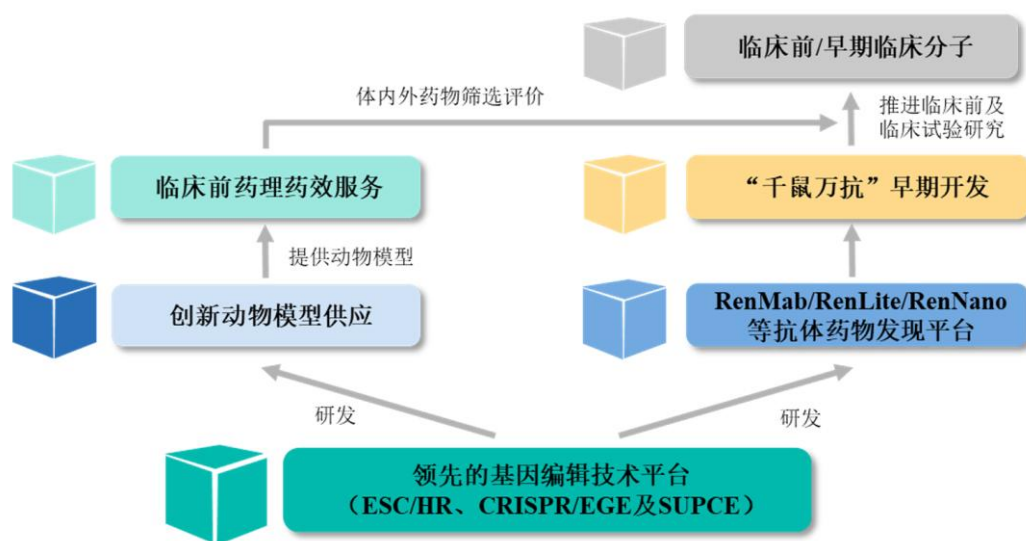 临床前/早期临床分子
体内外药物筛选评价
推进临床前及
临床试验研究
临床前药理药效服务
“千鼠万抗”早期开发
提供动物模型
创新动物模型供应
RenMab/RenLite/RenNano
等抗体药物发现平台
研发
研发
领先的基因编辑技术平台
（ESC/HR、CRISPR/EGE及SUPCE）